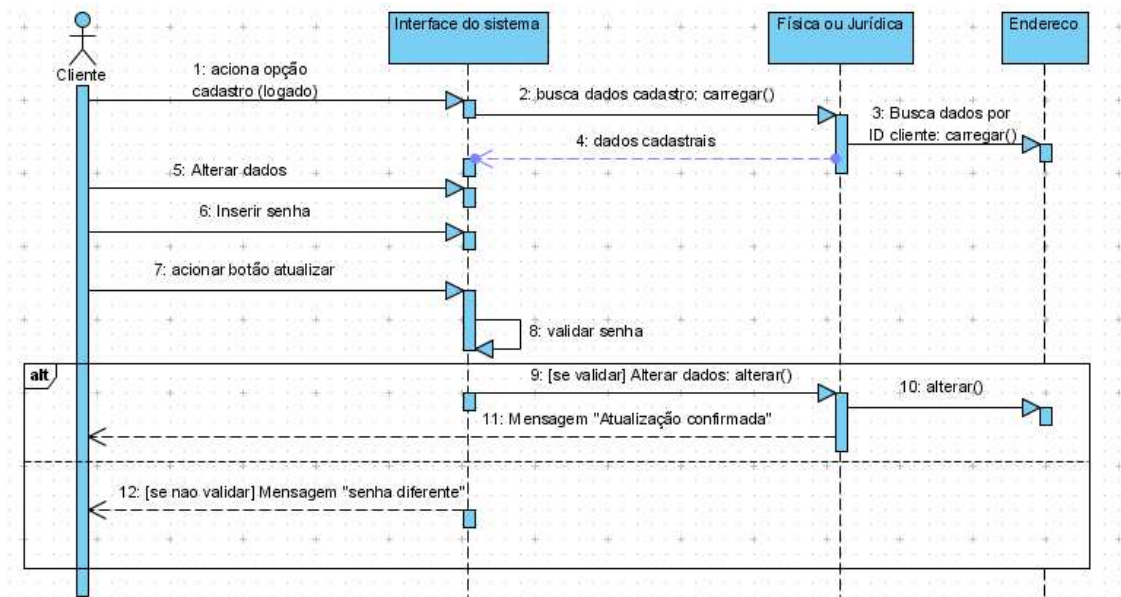 Interface do sistema
Física ou Jurídica
Endereco
Cliente
1: aciona opção
cadastro (logado)
2: busca dados cadastro: carregar()
3: Busca dados por
ID cliente: carregar()
4: dados cadastrais
5: Alterar dados
6: Inserir senha
7: acionar botão atualizar
8: validar senha
alt
9: [se validar] Alterar dados: alterar()
10: alterar()
11: Mensagem "Atualização confirmada"
12: [se nao validar] Mensagem "senha diferente"